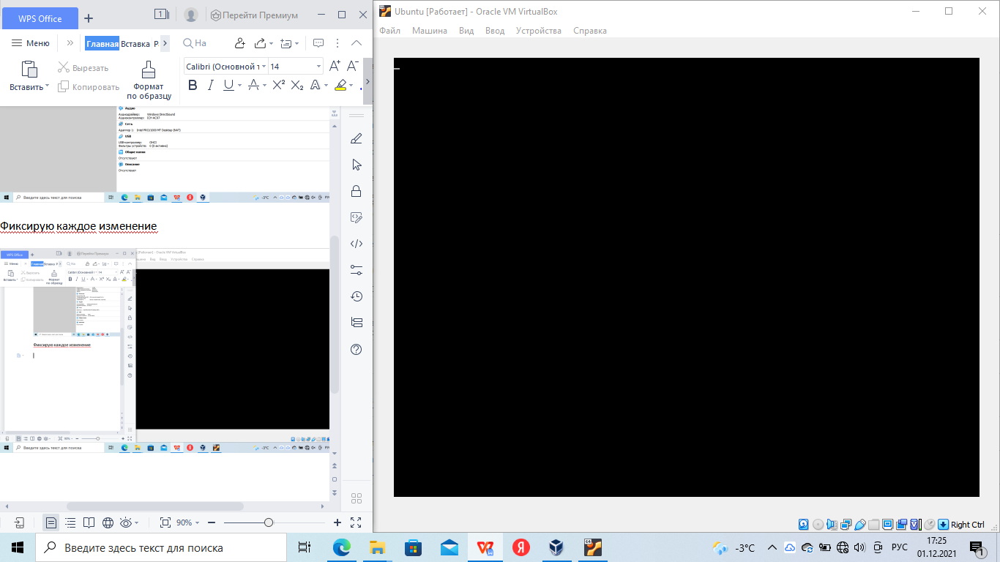 WPS Office
1
Перейти Премиум
Меню
Главная Вставка Р
На
Вставить
Вырезать
Копировать
Формат
по образцу
Calibri (Основной т
14
Аудио
Аудиодрайвер: Windows DirectSound
Аудиоконтроллер: ICH AC97
Сеть
Адаптер 1: Intel PRO/1000 MT Desktop (NAT)
USB
USB-контроллер: OHCI
Фильтры устройств: 0 (0 активно)
Общие папки
Отсутствуют
Описание
Отсутствует
Введите здесь текст для поиска
-3°C
Фиксирую каждое изменение
WPS Office
Перейти Премиум
Меню
Главная Вставка
На
Вставить
Вырезать
Копировать
Формат
по образцу
Calibri (Основной
14
[Работает] - Oracle VM VirtualBox
Вид Ввод Устройства Справка
Фиксирую каждое изменение
90%
Введите здесь текст для поиска
-3°C
90%
Ubuntu [Работает] - Oracle VM VirtualBox
Файл Машина Вид Ввод Устройства Справка
Right Ctrl
Введите здесь текст для поиска
-3°C
РУС
17:25
01.12.2021
1